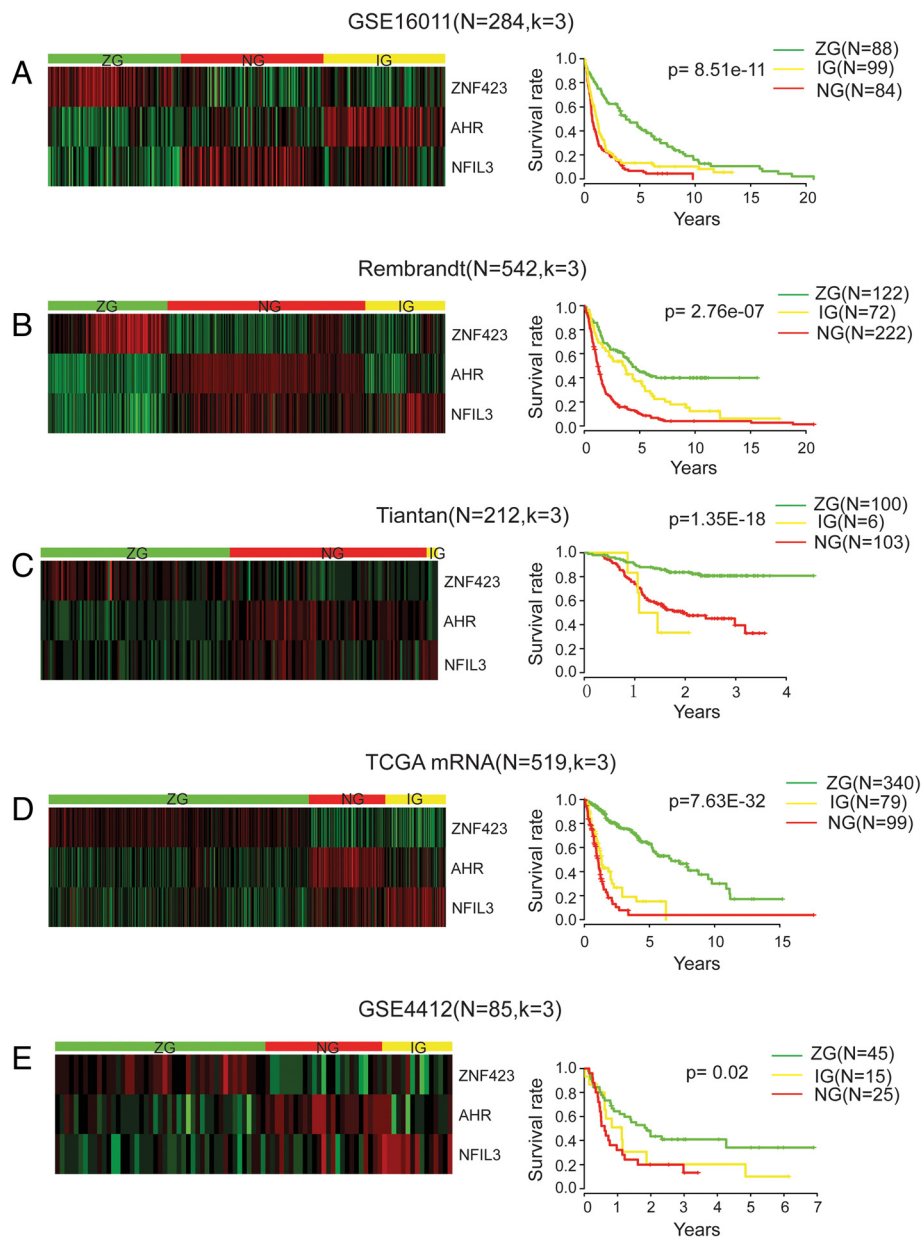 GSE16011(N=284,k=3)
A
ZG NG IG
ZNF423
AHR
NFIL3
Survival rate
1.0
0.8
0.6
0.4
0.2
0.0
0 5 10 15 20
Years
p= 8.51e-11
ZG(N=88)
IG(N=99)
NG(N=84)
Rembrandt(N=542,k=3)
B
ZG NG IG
ZNF423
AHR
NFIL3
Survival rate
1.0
0.8
0.6
0.4
0.2
0.0
0 5 10 15 20
Years
p= 2.76e-07
ZG(N=122)
IG(N=72)
NG(N=222)
Tiantan(N=212,k=3)
C
ZG NG IG
ZNF423
AHR
NFIL3
Survival rate
1.0
0.8
0.6
0.4
0.2
0.0
0 1 2 3 4
Years
p=1.35E-18
ZG(N=100)
IG(N=6)
NG(N=103)
TCGA mRNA(N=519,k=3)
D
ZG NG IG
ZNF423
AHR
NFIL3
Survival rate
1.0
0.8
0.6
0.4
0.2
0.0
0 5 10 15
Years
p=7.63E-32
ZG(N=340)
IG(N=79)
NG(N=99)
GSE4412(N=85,k=3)
E
ZG NG IG
ZNF423
AHR
NFIL3
Survival rate
1.0
0.8
0.6
0.4
0.2
0.0
0 1 2 3 4 5 6 7
Years
p= 0.02
ZG(N=45)
IG(N=15)
NG(N=25)